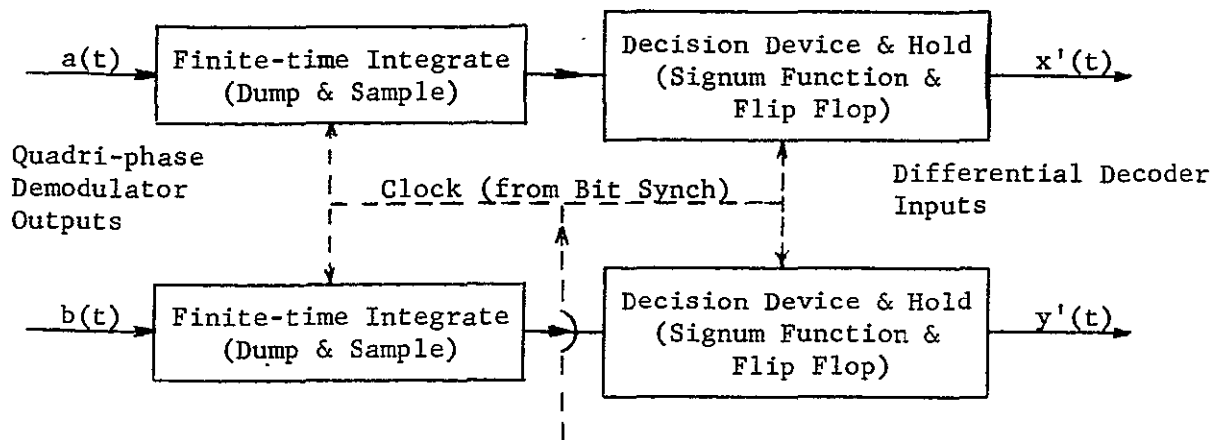 a(t)
Finite-time Integrate
(Dump & Sample)
Decision Device & Hold
(Signum Function &
Flip Flop)
x'(t)
Quadri-phase
Demodulator
Outputs
Clock (from Bit Synch)
Differential Decoder
Inputs
b(t)
Finite-time Integrate
(Dump & Sample)
Decision Device & Hold
(Signum Function &
Flip Flop)
y'(t)